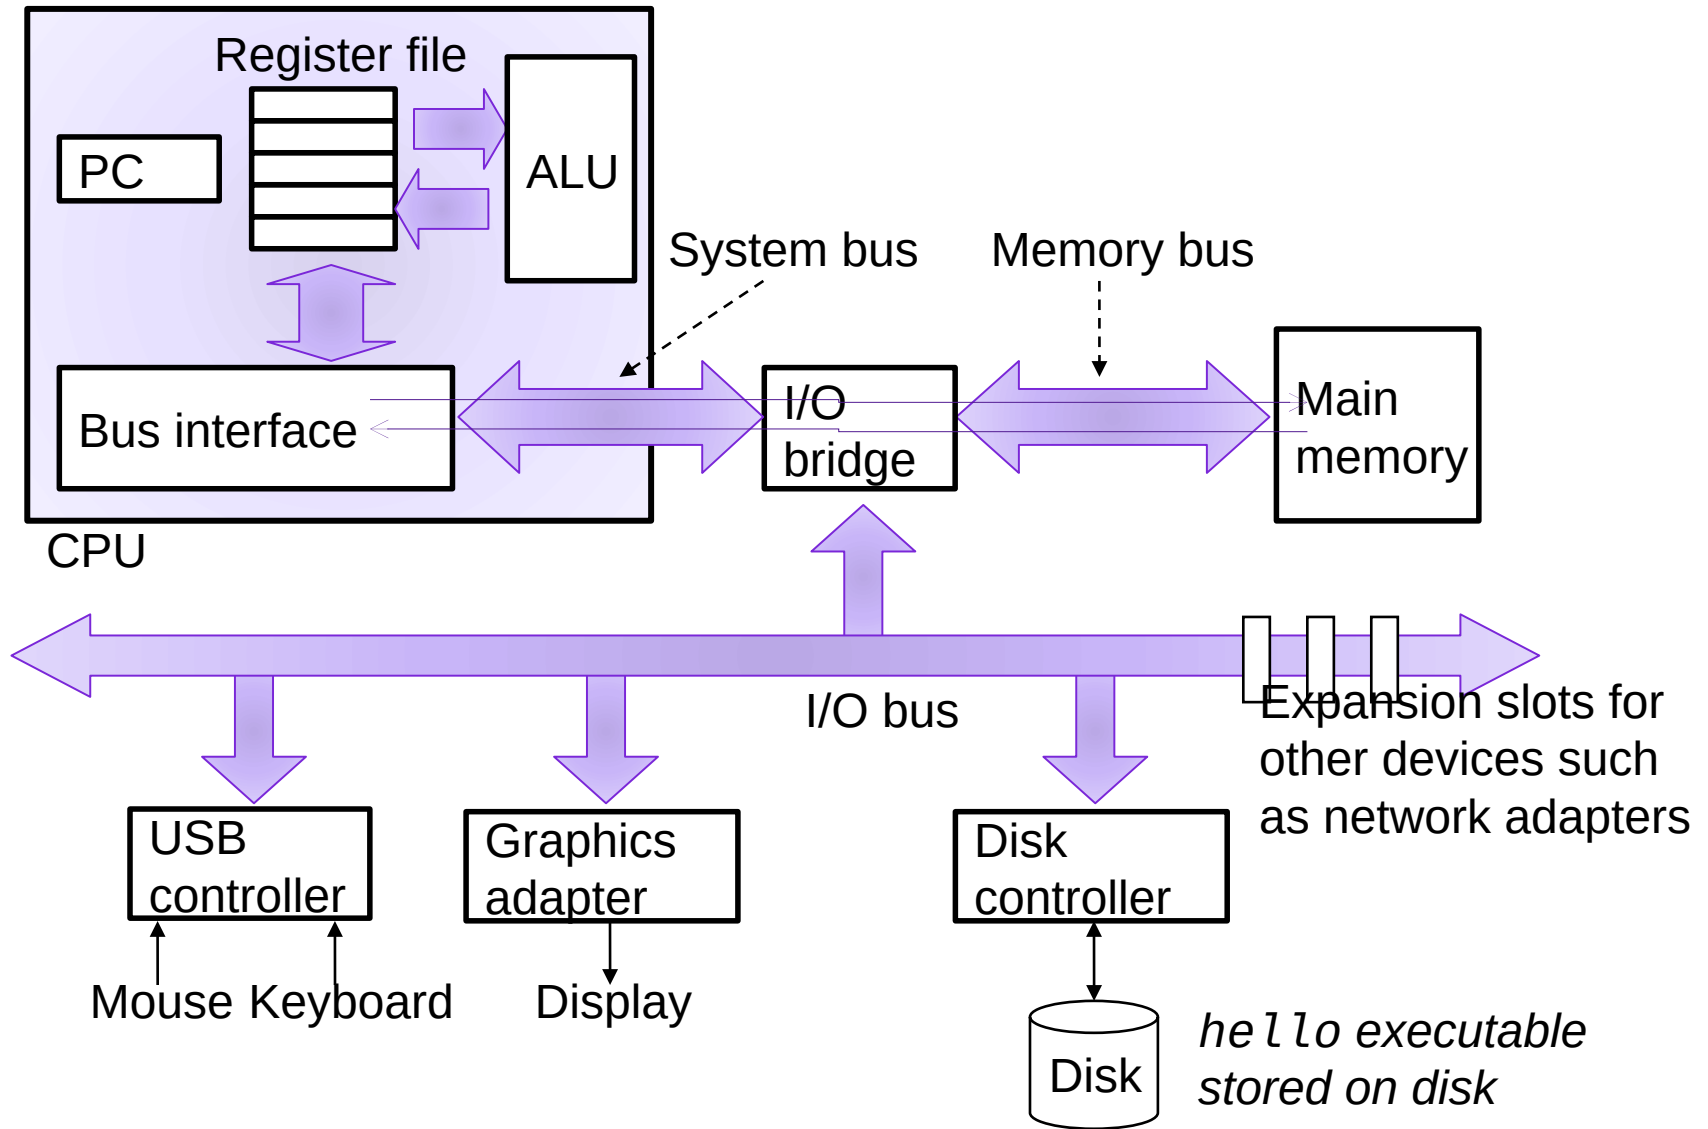 Register file
PC
ALU
System bus
Memory bus
Bus interface
I/O
bridge
Main
memory
CPU
I/O bus
Expansion slots for
other devices such
as network adapters
USB
controller
Graphics
adapter
Disk
controller
Mouse
Keyboard
Display
Disk
hello executable
stored on disk